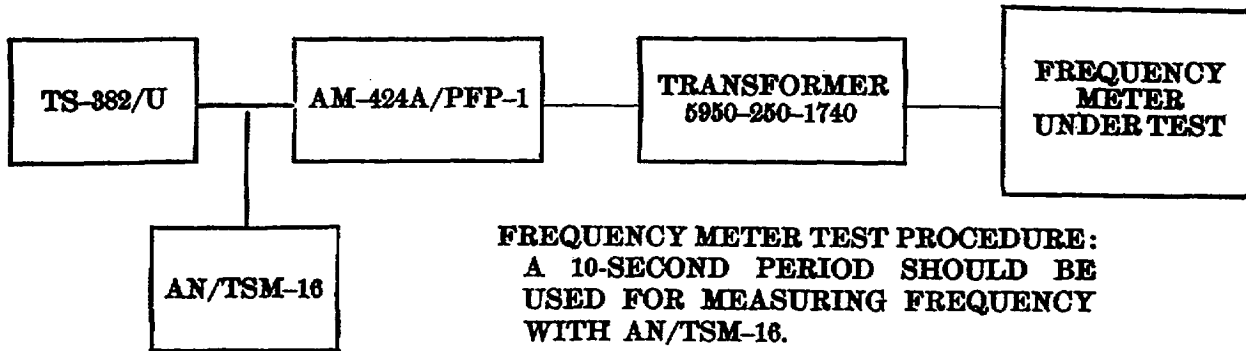 TS-382/U
AM-424A/PFP-1
TRANSFORMER
5950-250-1740
FREQUENCY
METER
UNDER TEST
AN/TSM-16
FREQUENCY METER TEST PROCEDURE:
A 10-SECOND PERIOD SHOULD BE
USED FOR MEASURING FREQUENCY
WITH AN/TSM-16.